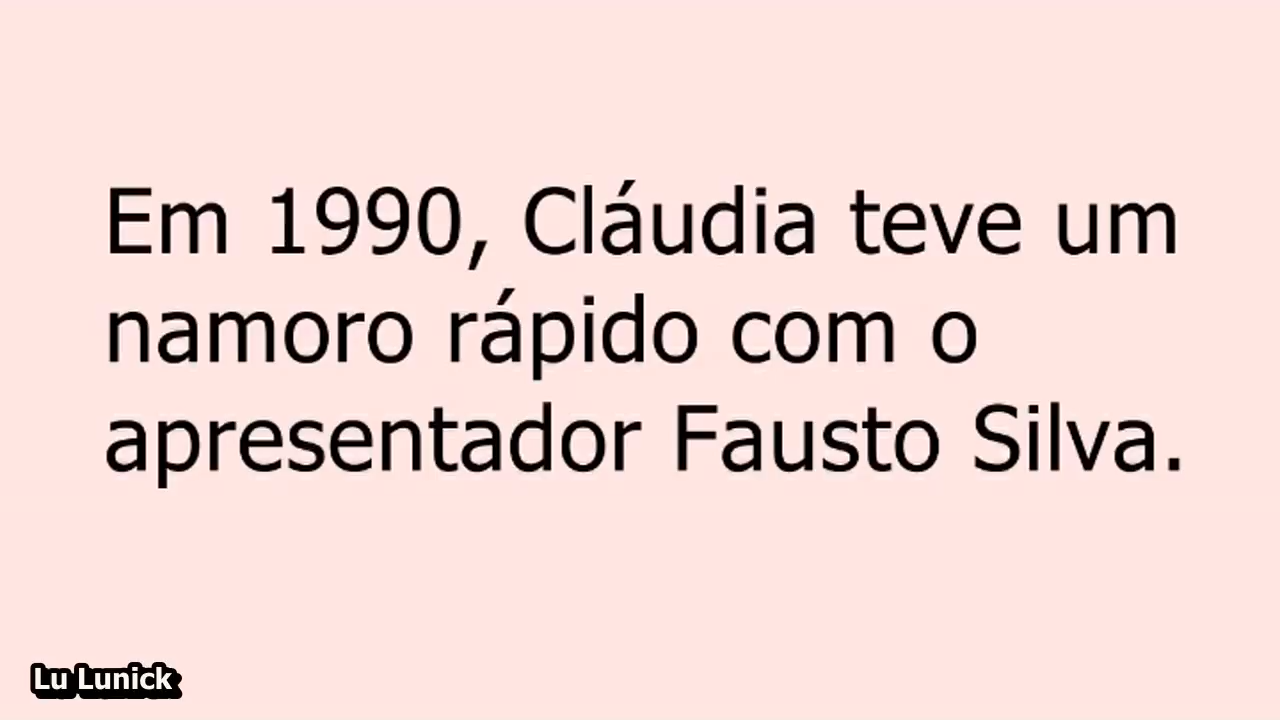 Em 1990, Cláudia teve um
namoro rápido com o
apresentador Fausto Silva.
Lu Lunick